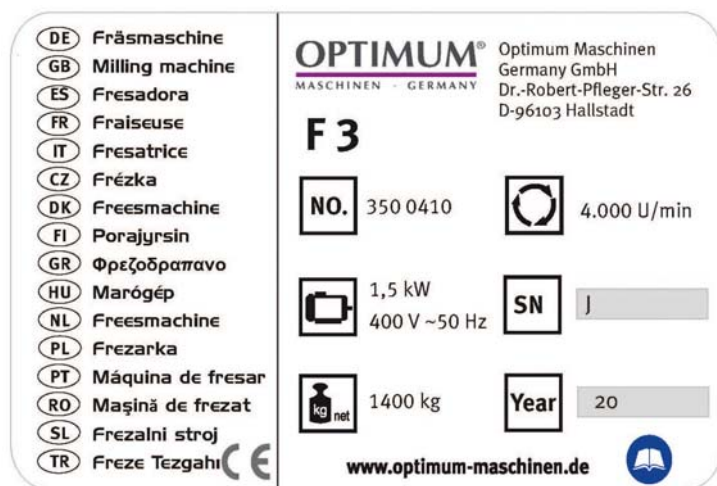 DE Fräsmaschine
GB Milling machine
ES Fresadora
FR Fraiseuse
IT Fresatrice
CZ Frézka
DK Freesmachine
FI Porajyrsin
GR Φρεζοδραπανο
HU Marógép
NL Freesmachine
PL Frezarka
PT Máquina de fresar
RO Maşină de frezat
SL Frezalni stroj
TR Freze Tezgahı
CE
OPTIMUM®
MASCHINEN · GERMANY
Optimum Maschinen
Germany GmbH
Dr.-Robert-Pfleger-Str. 26
D-96103 Hallstadt
F 3
NO. 350 0410
4.000 U/min
1,5 kW
400 V ~50 Hz
SN J
kg net 1400 kg
Year 20
www.optimum-maschinen.de